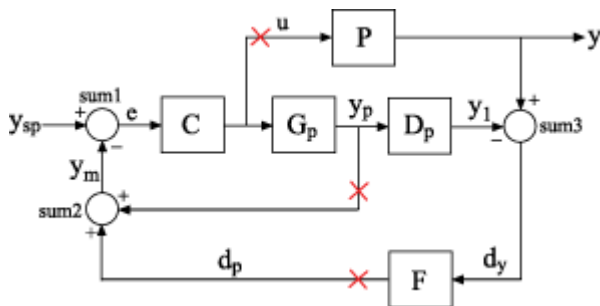 u
P
y
+
sum1
y_sp
+
e
C
G_p
y_p
D_p
y_1
+
sum3
−
−
y_m
sum2
+
+
d_p
F
d_y